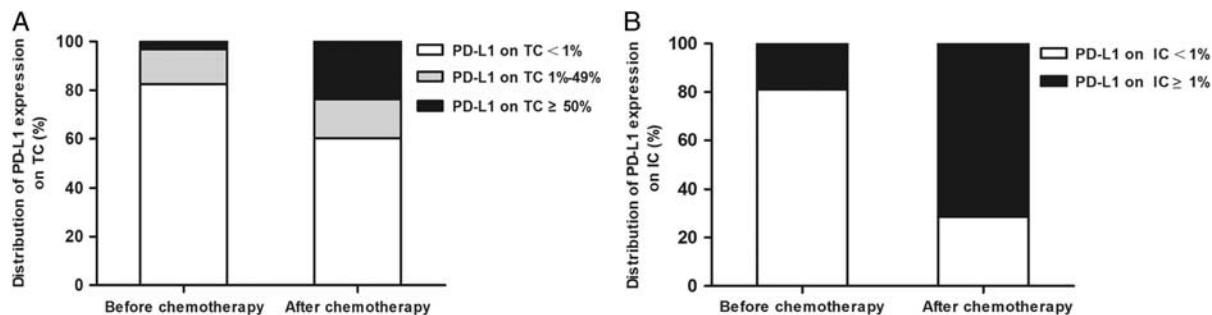 A
Distribution of PD-L1 expression
on TC (%)
100
80
60
40
20
0
Before chemotherapy
After chemotherapy
PD-L1 on TC < 1%
PD-L1 on TC 1%-49%
PD-L1 on TC ≥ 50%
B
Distribution of PD-L1 expression
on IC (%)
100
80
60
40
20
0
Before chemotherapy
After chemotherapy
PD-L1 on IC < 1%
PD-L1 on IC ≥ 1%